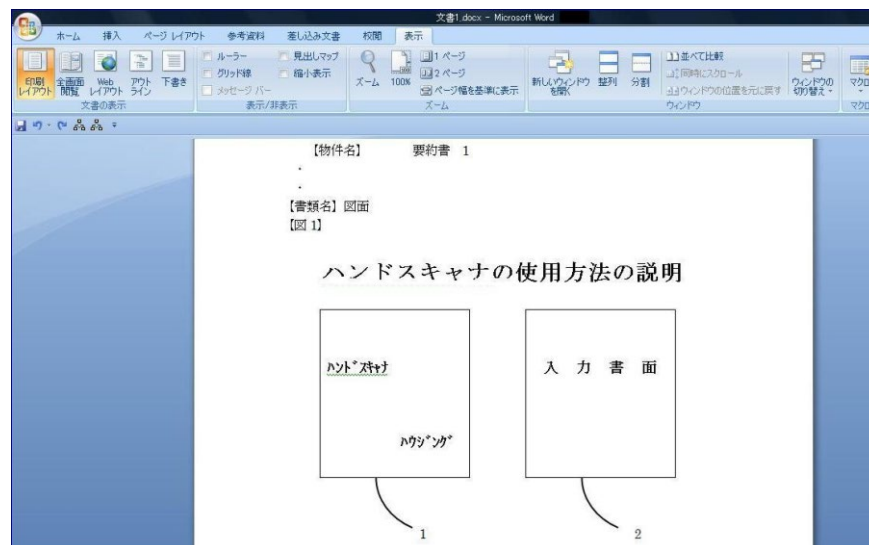 文書1.docx - Microsoft Word
ホーム 挿入 ページ レイアウト 参考資料 差し込み文書 校閲 表示
印刷レイアウト
全画面閲覧
Web レイアウト
アウトライン
下書き
文書の表示
ルーラー
グリッド線
メッセージ バー
見出しマップ
縮小表示
表示/非表示
ズーム
100%
1 ページ
2 ページ
ページ幅を基準に表示
ズーム
新しいウィンドウを開く
整列
分割
並べて比較
同時にスクロール
ウィンドウの位置を元に戻す
ウィンドウの切り替え
ウィンドウ
マクロ
【物件名】 要約書 1
・
・
【書類名】図面
【図 1】
ハンドスキャナの使用方法の説明
ﾊﾝﾄﾞｽｷｬﾅ
入 力 書 面
ﾊｳｼﾞﾝｸﾞ
1
2